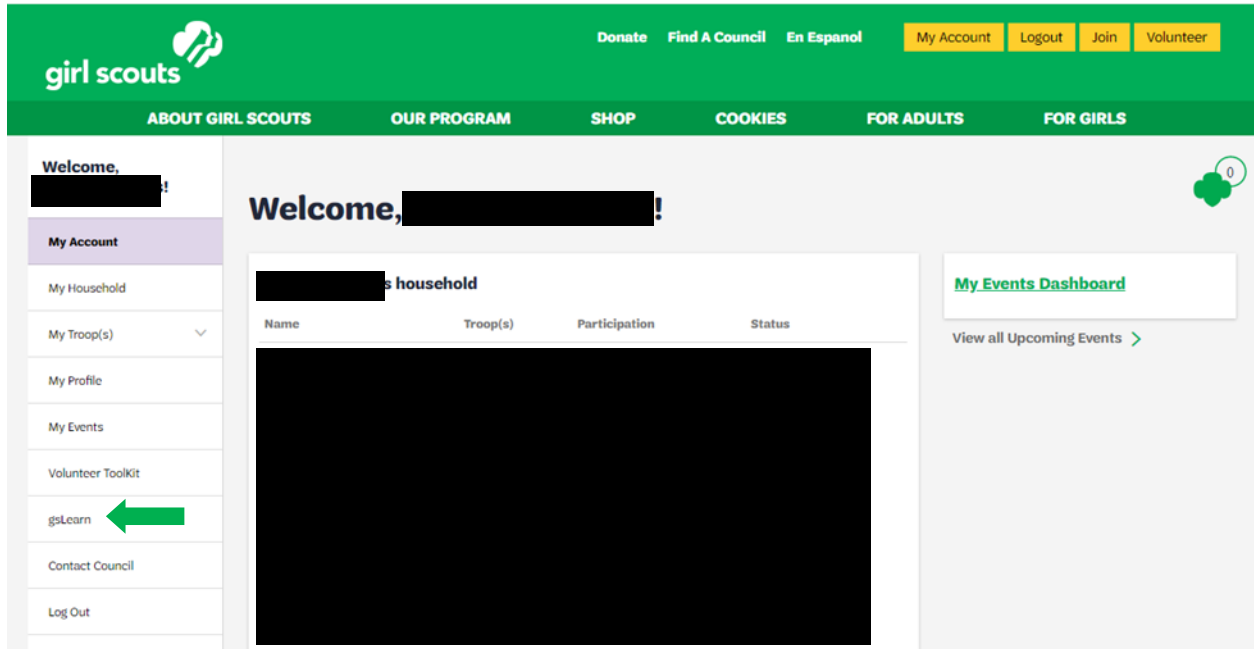 girl scouts
Donate Find A Council En Espanol My Account Logout Join Volunteer
ABOUT GIRL SCOUTS OUR PROGRAM SHOP COOKIES FOR ADULTS FOR GIRLS
Welcome,
s!
My Account
My Household
My Troop(s)
My Profile
My Events
Volunteer ToolKit
gsLearn
Contact Council
Log Out
Welcome, !
s household
Name Troop(s) Participation Status
0
My Events Dashboard
View all Upcoming Events